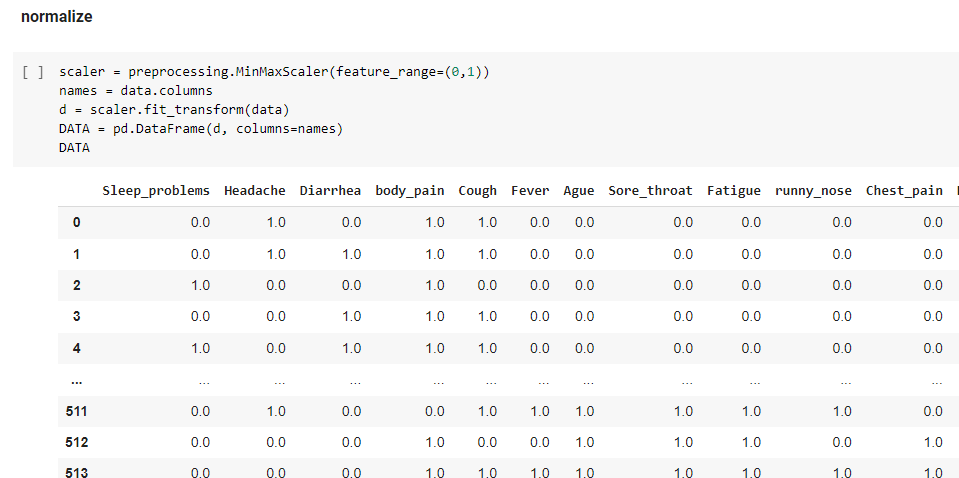 normalize
[ ] scaler = preprocessing.MinMaxScaler(feature_range=(0,1))
names = data.columns
d = scaler.fit_transform(data)
DATA = pd.DataFrame(d, columns=names)
DATA
Sleep_problems Headache Diarrhea body_pain Cough Fever Ague Sore_throat Fatigue runny_nose Chest_pain
0 0.0 1.0 0.0 1.0 1.0 0.0 0.0 0.0 0.0 0.0 0.0
1 0.0 1.0 1.0 1.0 1.0 0.0 0.0 0.0 0.0 0.0 0.0
2 1.0 0.0 0.0 1.0 0.0 0.0 0.0 0.0 0.0 0.0 0.0
3 0.0 0.0 1.0 1.0 1.0 0.0 0.0 0.0 0.0 0.0 0.0
4 1.0 0.0 1.0 1.0 1.0 0.0 0.0 0.0 0.0 0.0 0.0
... ... ... ... ... ... ... ... ... ... ... ...
511 0.0 1.0 0.0 0.0 1.0 1.0 1.0 1.0 1.0 1.0 0.0
512 0.0 0.0 0.0 1.0 0.0 0.0 1.0 1.0 1.0 0.0 1.0
513 0.0 0.0 0.0 1.0 1.0 1.0 1.0 1.0 1.0 1.0 1.0